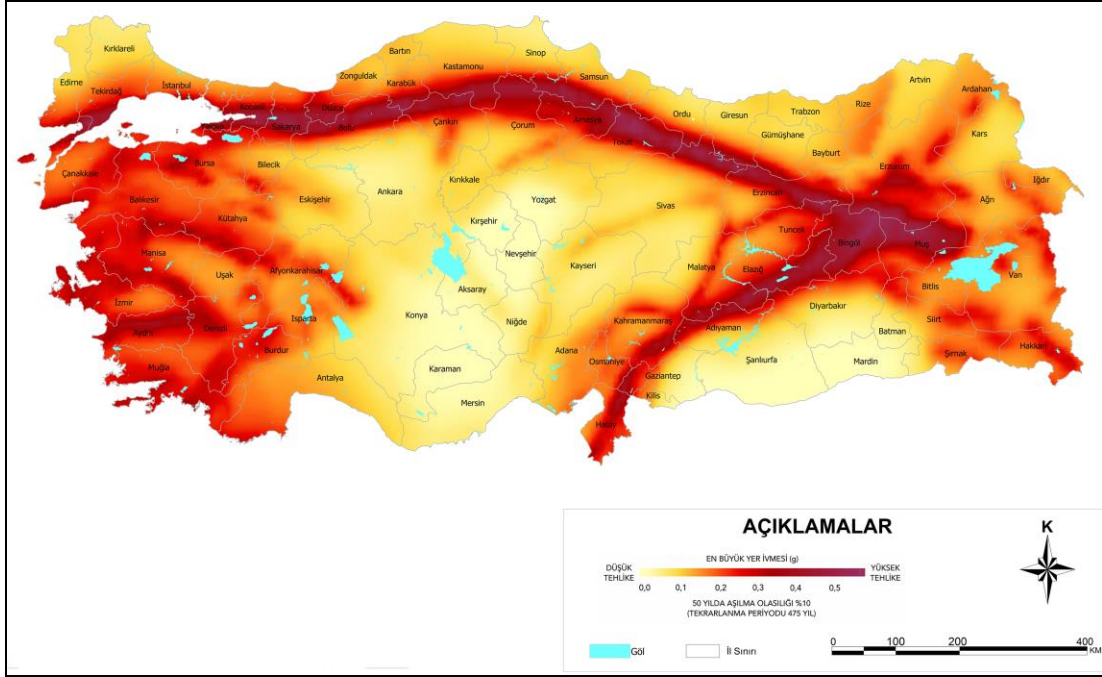 Kırklareli
Edirne
Tekirdağ
İstanbul
Kocaeli
Sakarya
Düzce
Bolu
Zonguldak
Bartın
Karabük
Kastamonu
Sinop
Samsun
Çankırı
Çorum
Amasya
Tokat
Ordu
Giresun
Trabzon
Gümüşhane
Bayburt
Rize
Artvin
Ardahan
Kars
Erzurum
Iğdır
Ağrı
Çanakkale
Bursa
Bilecik
Balıkesir
Kütahya
Eskişehir
Ankara
Kırıkkale
Kırşehir
Yozgat
Sivas
Erzincan
Tunceli
Bingöl
Muş
Manisa
Uşak
Afyonkarahisar
Nevşehir
Kayseri
Malatya
Elazığ
Bitlis
Van
İzmir
Aydın
Denizli
Isparta
Burdur
Konya
Aksaray
Niğde
Kahramanmaraş
Adıyaman
Diyarbakır
Batman
Siirt
Muğla
Antalya
Karaman
Mersin
Adana
Osmaniye
Gaziantep
Kilis
Şanlıurfa
Mardin
Şırnak
Hakkari
Hatay
AÇIKLAMALAR
K
EN BÜYÜK YER İVMESİ (g)
DÜŞÜK
TEHLİKE
YÜKSEK
TEHLİKE
0,0 0,1 0,2 0,3 0,4 0,5
50 YILDA AŞILMA OLASILIĞI %10
(TEKRARLANMA PERİYODU 475 YIL)
Göl
İl Sınırı
0 100 200 400
KM